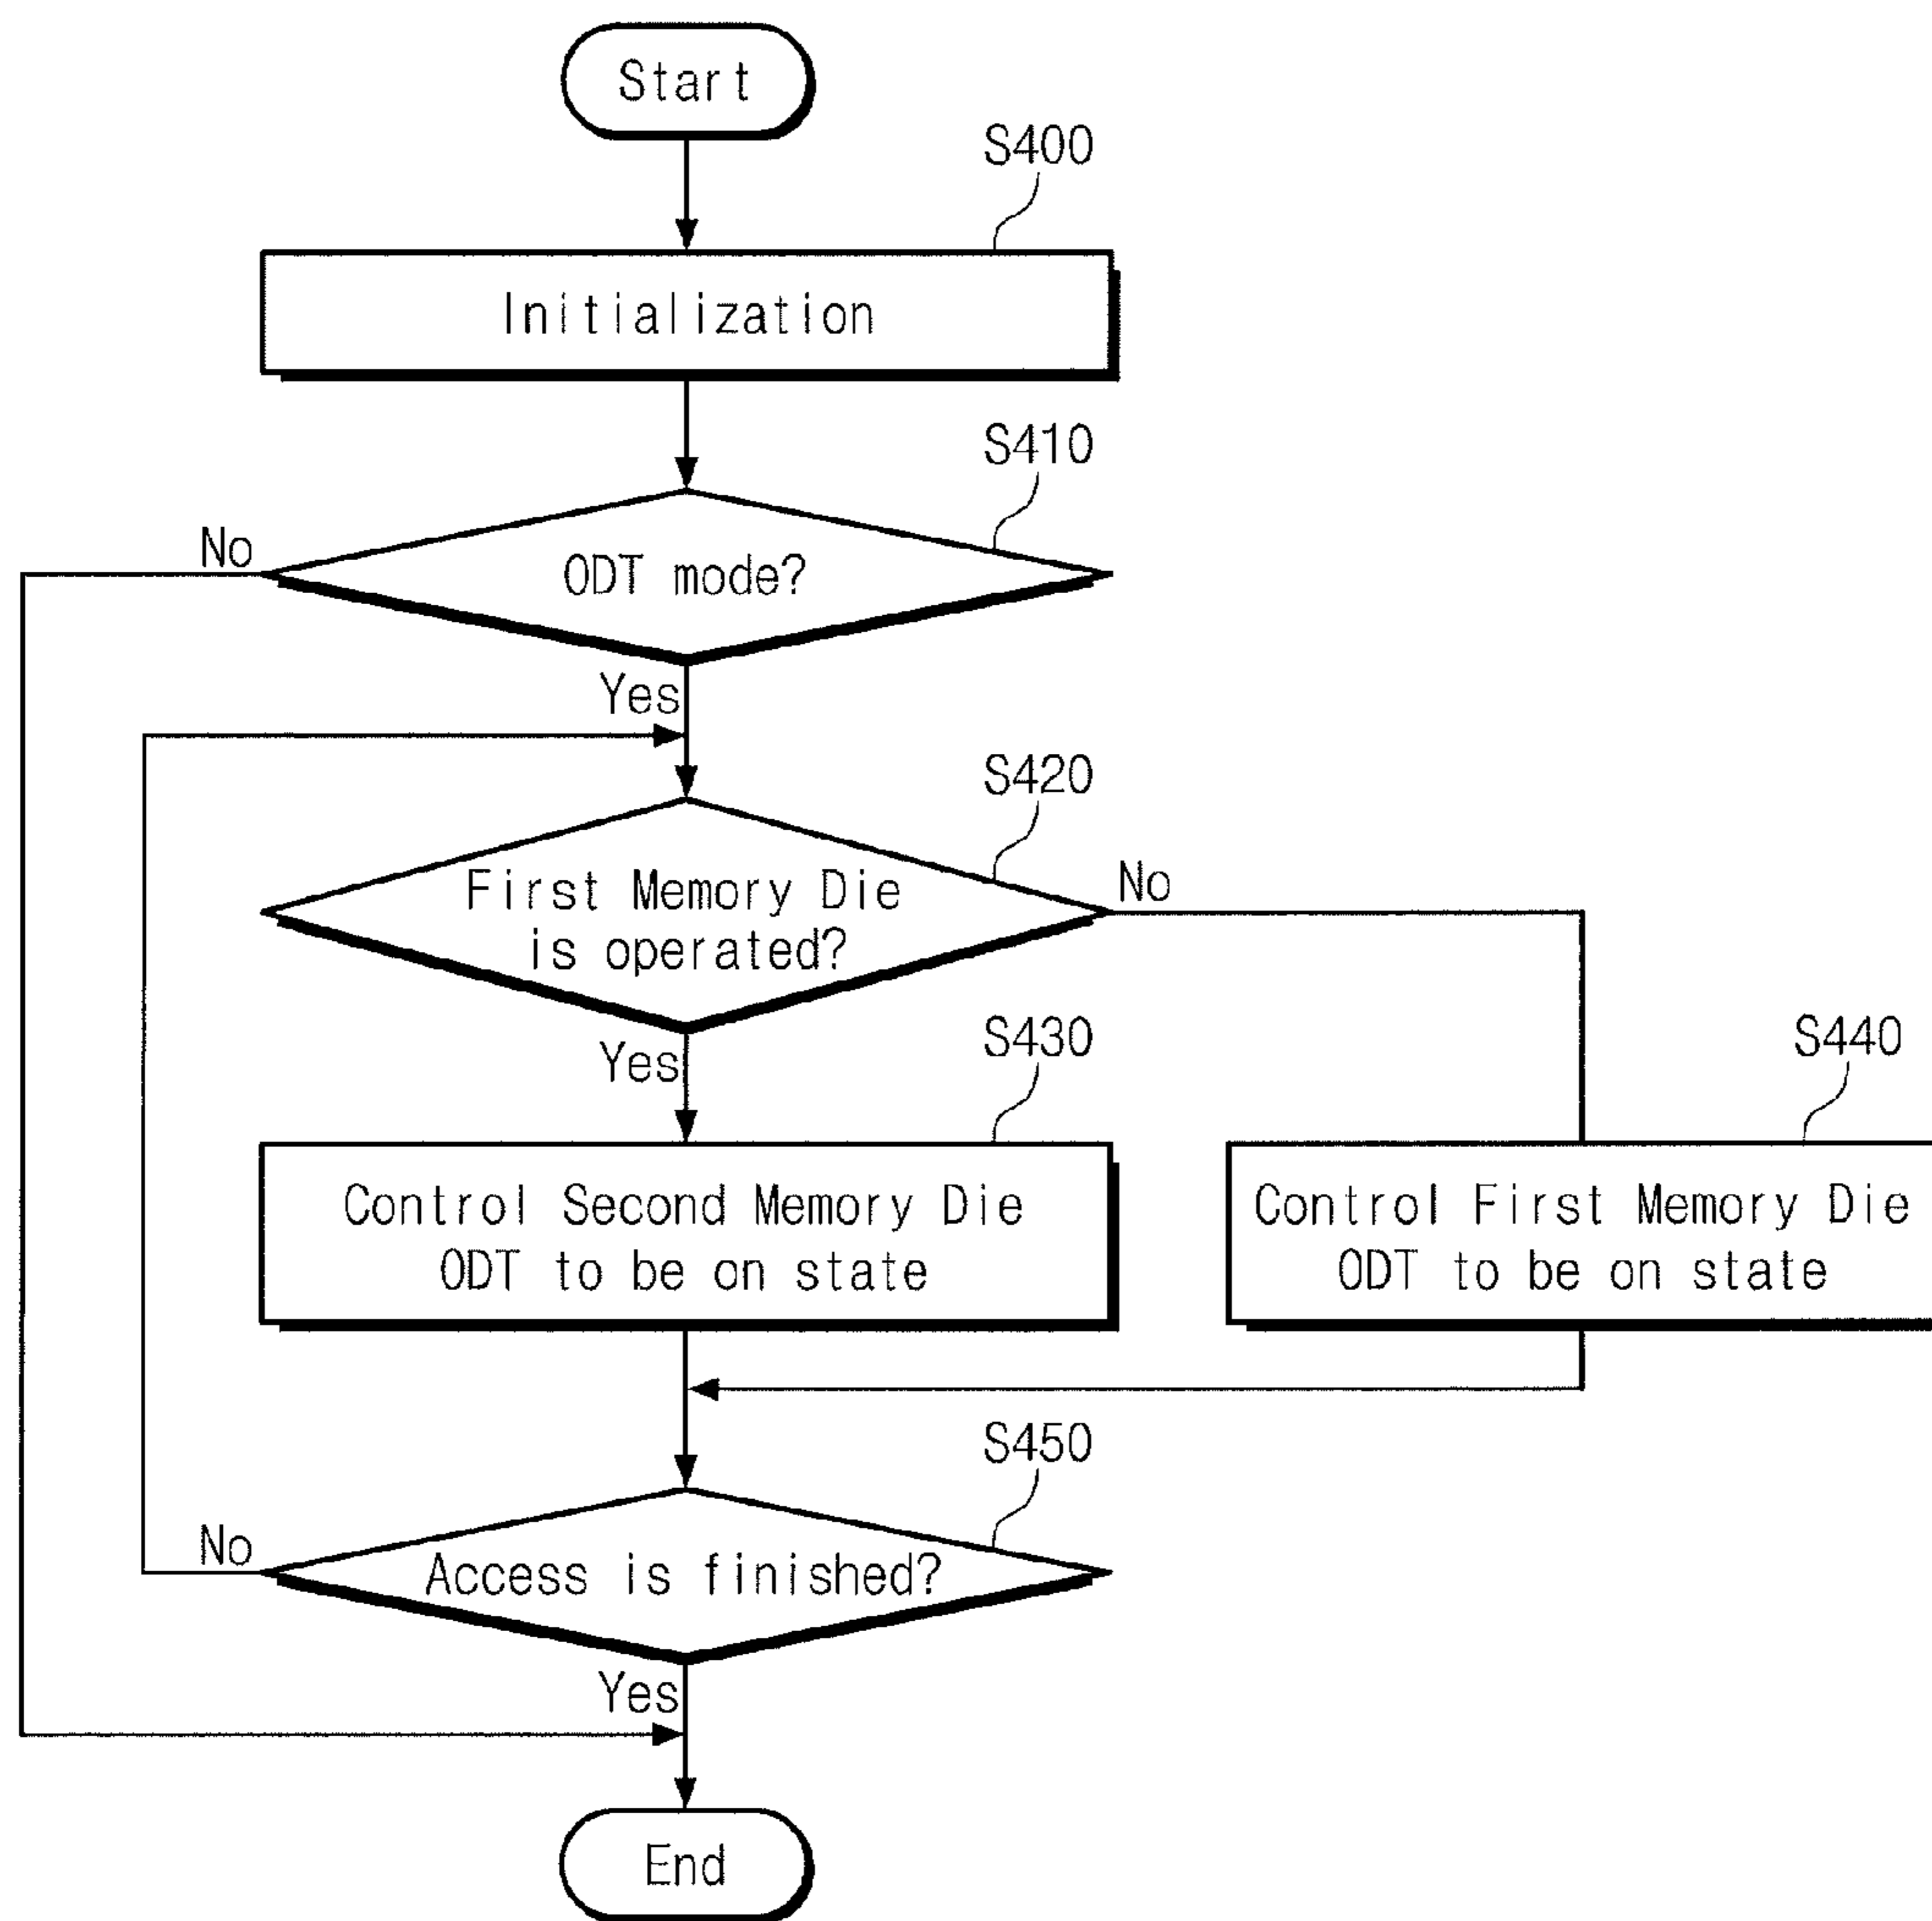 Start
S400
Initialization
S410
No
ODT mode?
Yes
S420
First Memory Die
is operated?
No
Yes
S430
S440
Control Second Memory Die
ODT to be on state
Control First Memory Die
ODT to be on state
S450
No
Access is finished?
Yes
End